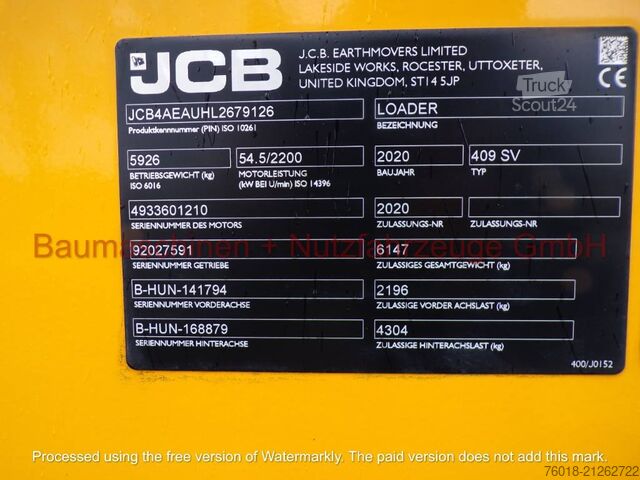 JCB
J.C.B. EARTHMOVERS LIMITED
LAKESIDE WORKS, ROCESTER, UTTOXETER,
UNITED KINGDOM, ST14 5JP
CE
Truck
Scout24
JCB4AEAUHL2679126 LOADER
Produktkennnummer (PIN) ISO 10261 BEZEICHNUNG
5926 54.5/2200 2020 409 SV
BETRIEBSGEWICHT (kg) MOTORLEISTUNG BAUJAHR TYP
ISO 6016 (kW BEI U/min) ISO 14396
4933601210 2020
SERIENNUMMER DES MOTORS ZULASSUNGS-NR ZULASSUNGS-NR
Baumaschinen + Nutzfahrzeuge GmbH
92027591 6147
SERIENNUMMER GETRIEBE ZULÄSSIGES GESAMTGEWICHT (kg)
B-HUN-141794 2196
SERIENNUMMER VORDERACHSE ZULÄSSIGE VORDER ACHSLAST (kg)
B-HUN-168879 4304
SERIENNUMMER HINTERACHSE ZULÄSSIGE HINTERACHSLAST (kg)
400/J0152
Processed using the free version of Watermarkly. The paid version does not add this mark.
76018-21262722